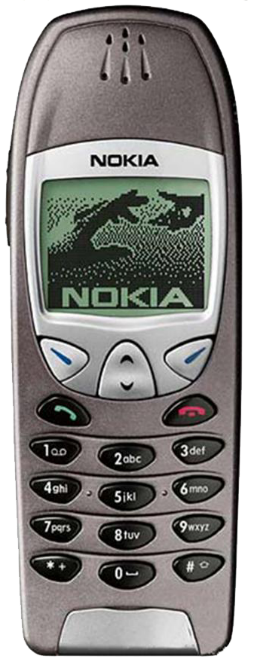 NOKIA
NOKIA
1 2abc 3def
4ghi 5jkl 6mno
7pqrs 8tuv 9wxyz
* + 0 #